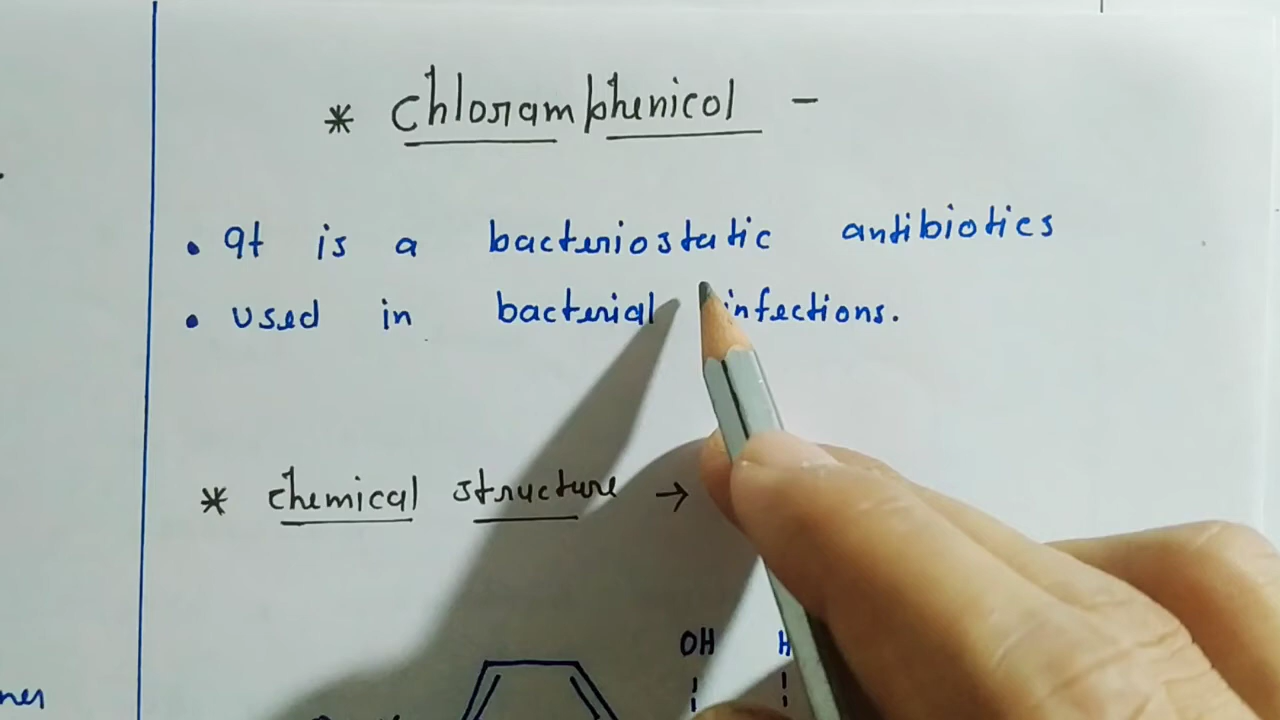 * Chloramphenicol -
• It is a bacteriostatic antibiotics
• used in bacterial infections.
* chemical structure →
OH H